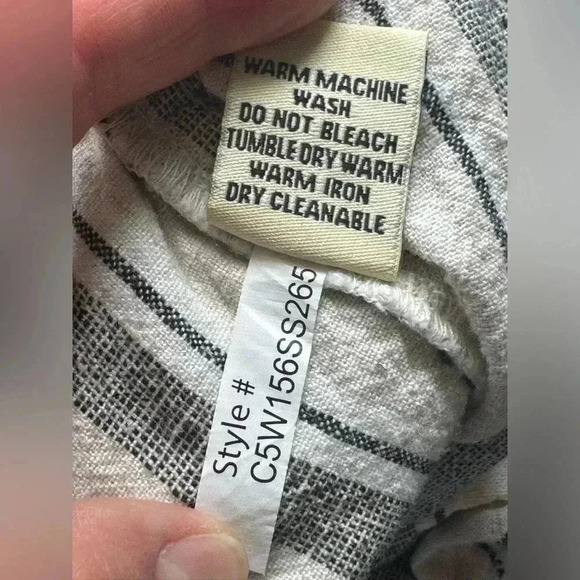 WARM MACHINE
WASH
DO NOT BLEACH
TUMBLE DRY WARM
WARM IRON
DRY CLEANABLE
Style #
C5W156SS265